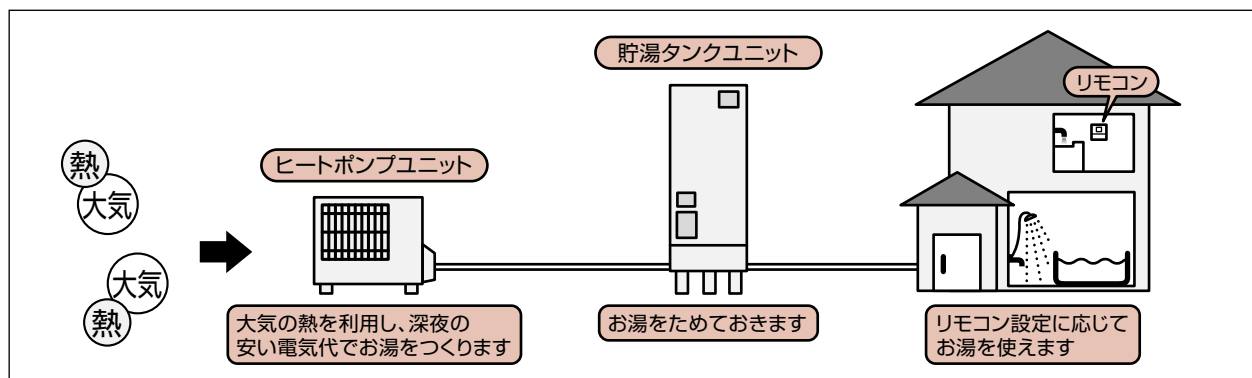 貯湯タンクユニット
リモコン
熱
大気
ヒートポンプユニット
大気
熱
大気の熱を利用し、深夜の
安い電気代でお湯をつくります
お湯をためておきます
リモコン設定に応じて
お湯を使えます